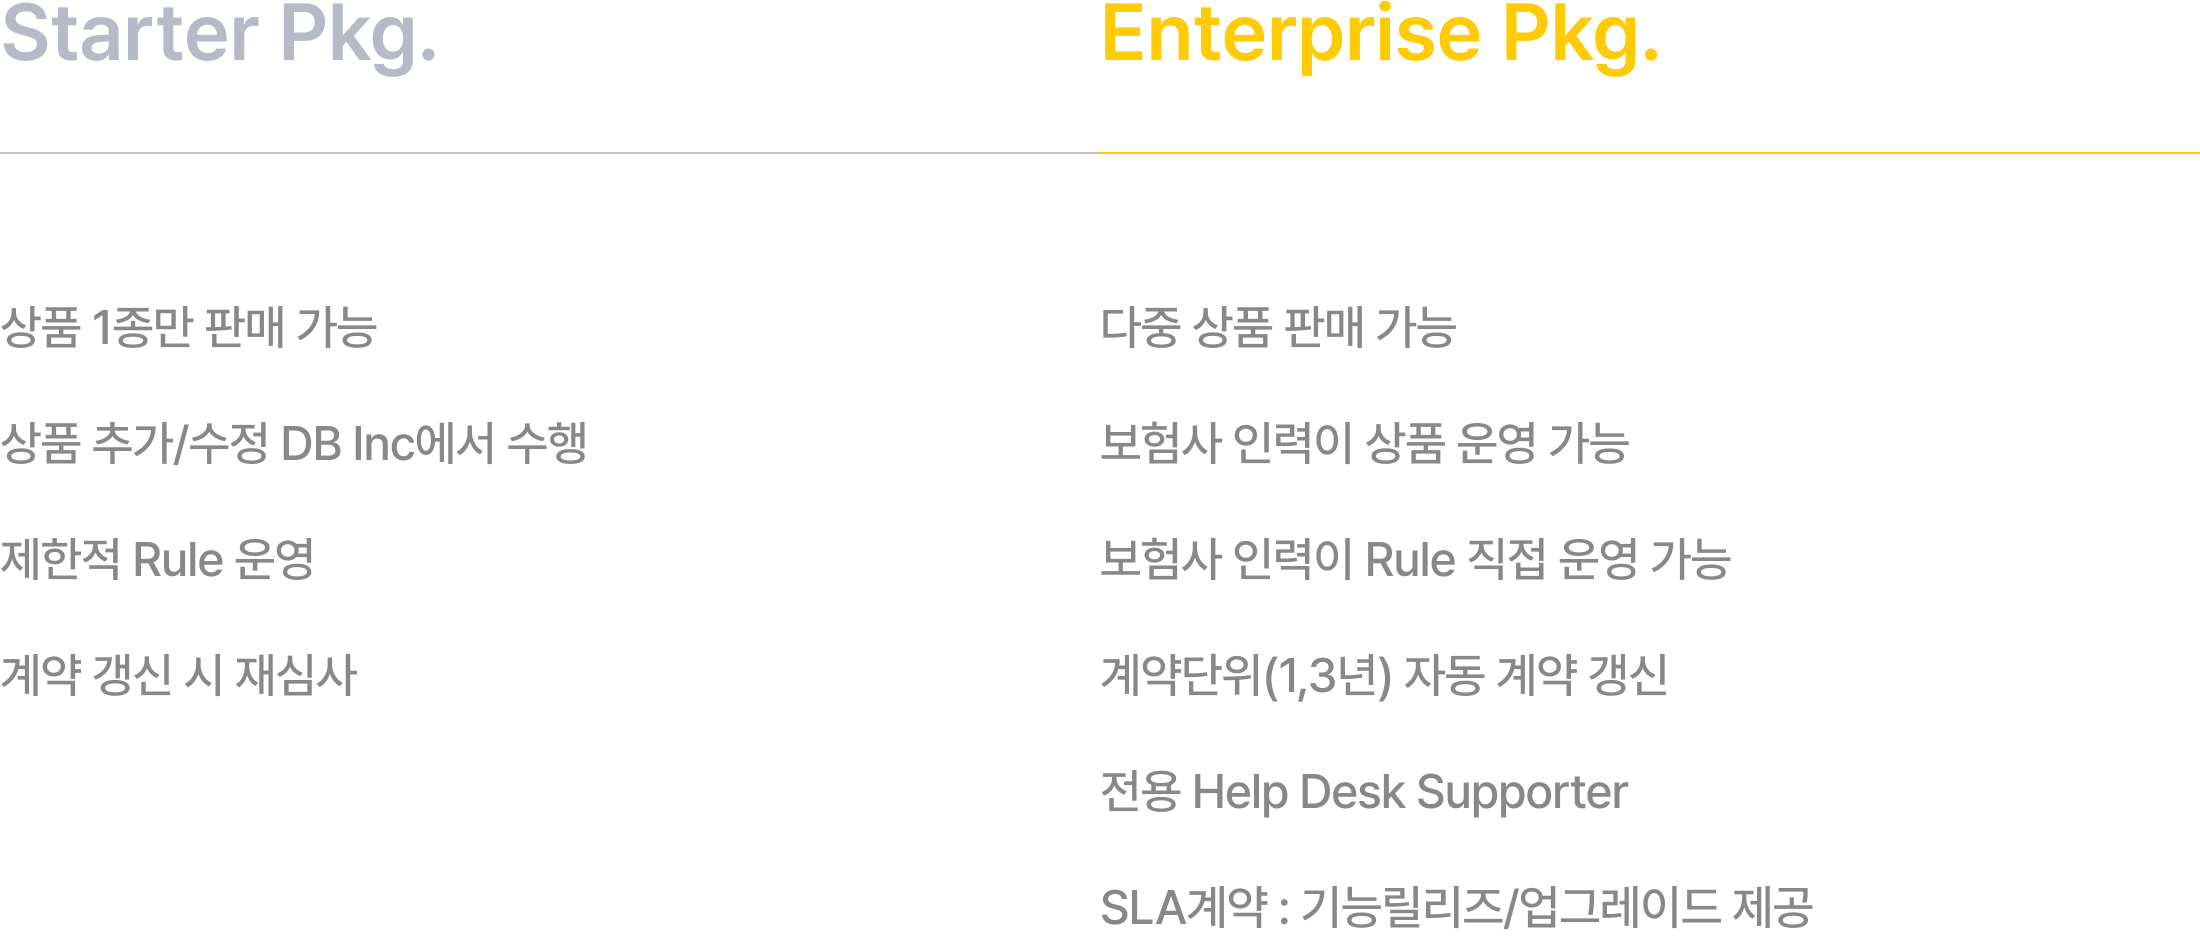 Starter Pkg.
상품 1종만 판매 가능
상품 추가/수정 DB Inc에서 수행
제한적 Rule 운영
계약 갱신 시 재심사
Enterprise Pkg.
다중 상품 판매 가능
보험사 인력이 상품 운영 가능
보험사 인력이 Rule 직접 운영 가능
계약단위(1,3년) 자동 계약 갱신
전용 Help Desk Supporter
SLA계약 : 기능릴리즈/업그레이드 제공